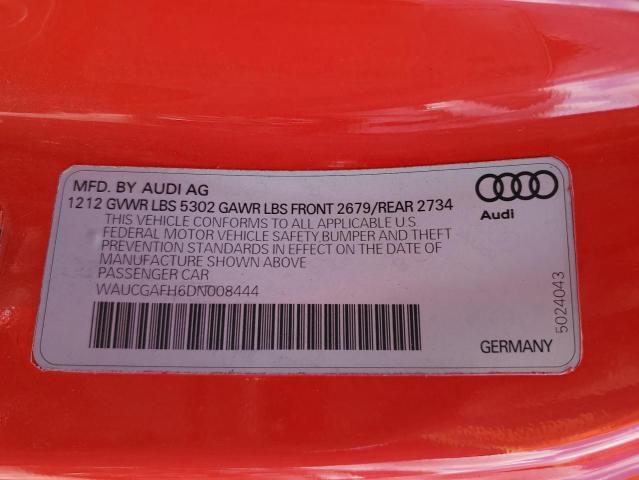 MFD. BY AUDI AG
1212 GVWR LBS 5302 GAWR LBS FRONT 2679/REAR 2734
THIS VEHICLE CONFORMS TO ALL APPLICABLE U S
FEDERAL MOTOR VEHICLE SAFETY, BUMPER AND THEFT
PREVENTION STANDARDS IN EFFECT ON THE DATE OF
MANUFACTURE SHOWN ABOVE
PASSENGER CAR
WAUCGAFH6DN008444
Audi
5024043
GERMANY